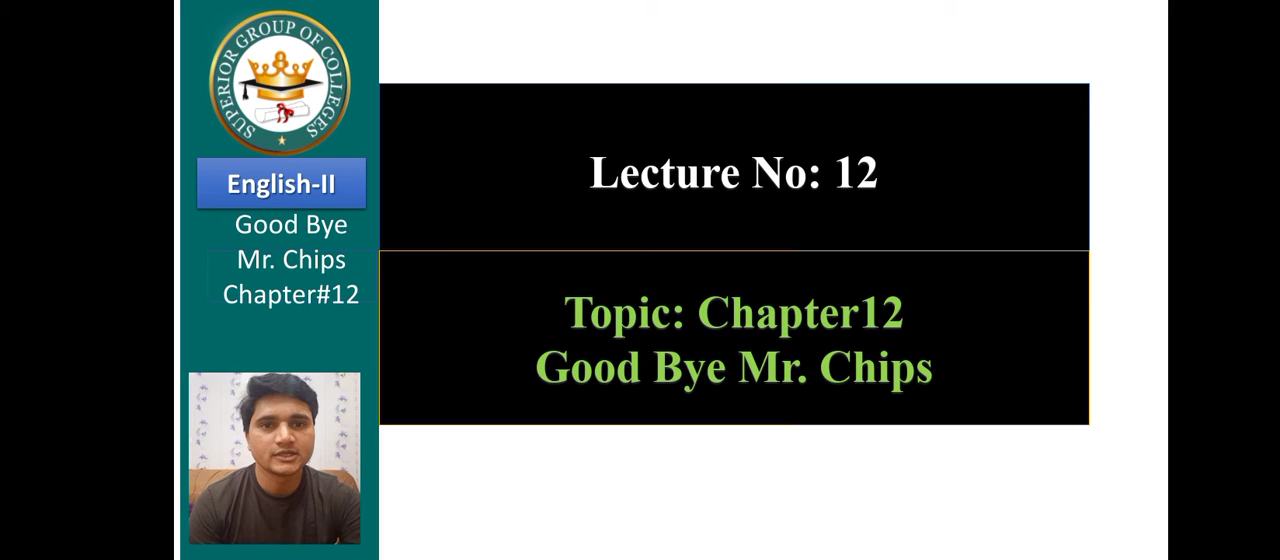 SUPERIOR GROUP OF COLLEGES
English-II
Good Bye
Mr. Chips
Chapter#12
Lecture No: 12
Topic: Chapter12
Good Bye Mr. Chips